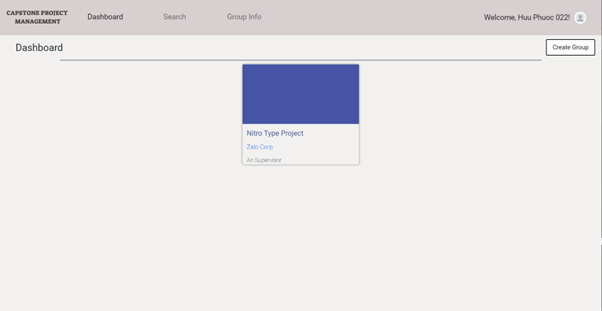 CAPSTONE PROJECT
MANAGEMENT
Dashboard
Search
Group Info
Welcome, Huu Phuoc 022!
Dashboard
Create Group
Nitro Type Project
Zalo Corp
An Supervisor